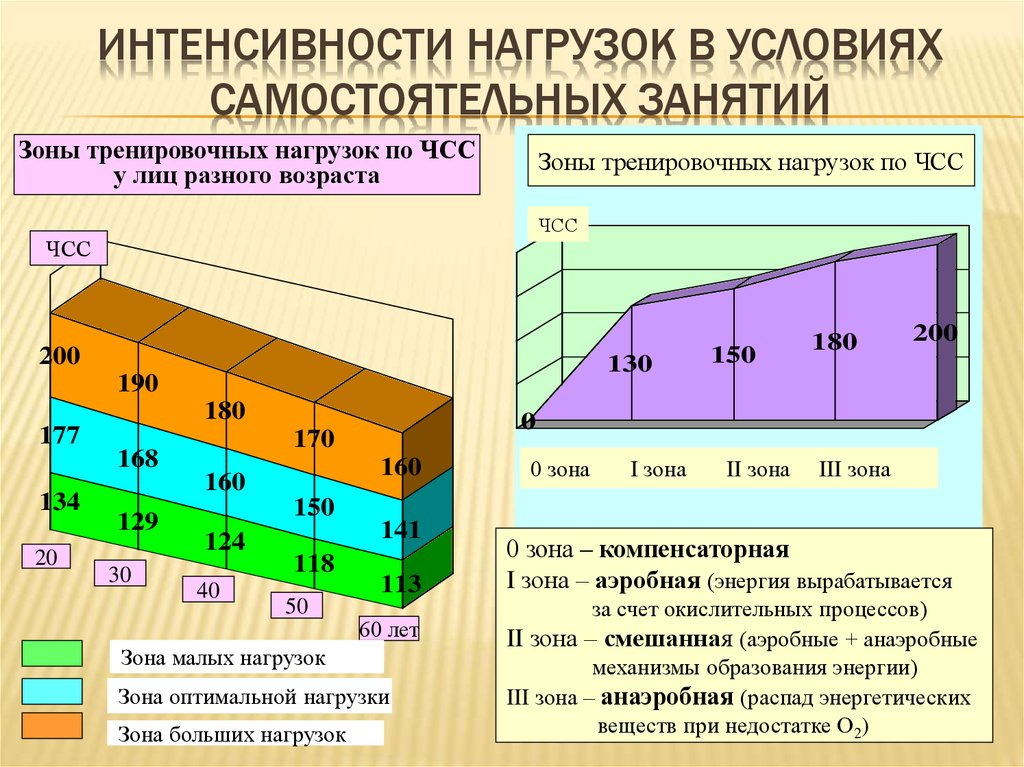 ИНТЕНСИВНОСТИ НАГРУЗОК В УСЛОВИЯХ
САМОСТОЯТЕЛЬНЫХ ЗАНЯТИЙ
Зоны тренировочных нагрузок по ЧСС
у лиц разного возраста
ЧСС
200
190
180
170
160
177
168
160
150
141
134
129
124
118
113
20
30
40
50
60 лет
Зона малых нагрузок
Зона оптимальной нагрузки
Зона больших нагрузок
Зоны тренировочных нагрузок по ЧСС
ЧСС
0
130
150
180
200
0 зона
I зона
II зона
III зона
0 зона – компенсаторная
I зона – аэробная (энергия вырабатывается
за счет окислительных процессов)
II зона – смешанная (аэробные + анаэробные
механизмы образования энергии)
III зона – анаэробная (распад энергетических
веществ при недостатке О2)